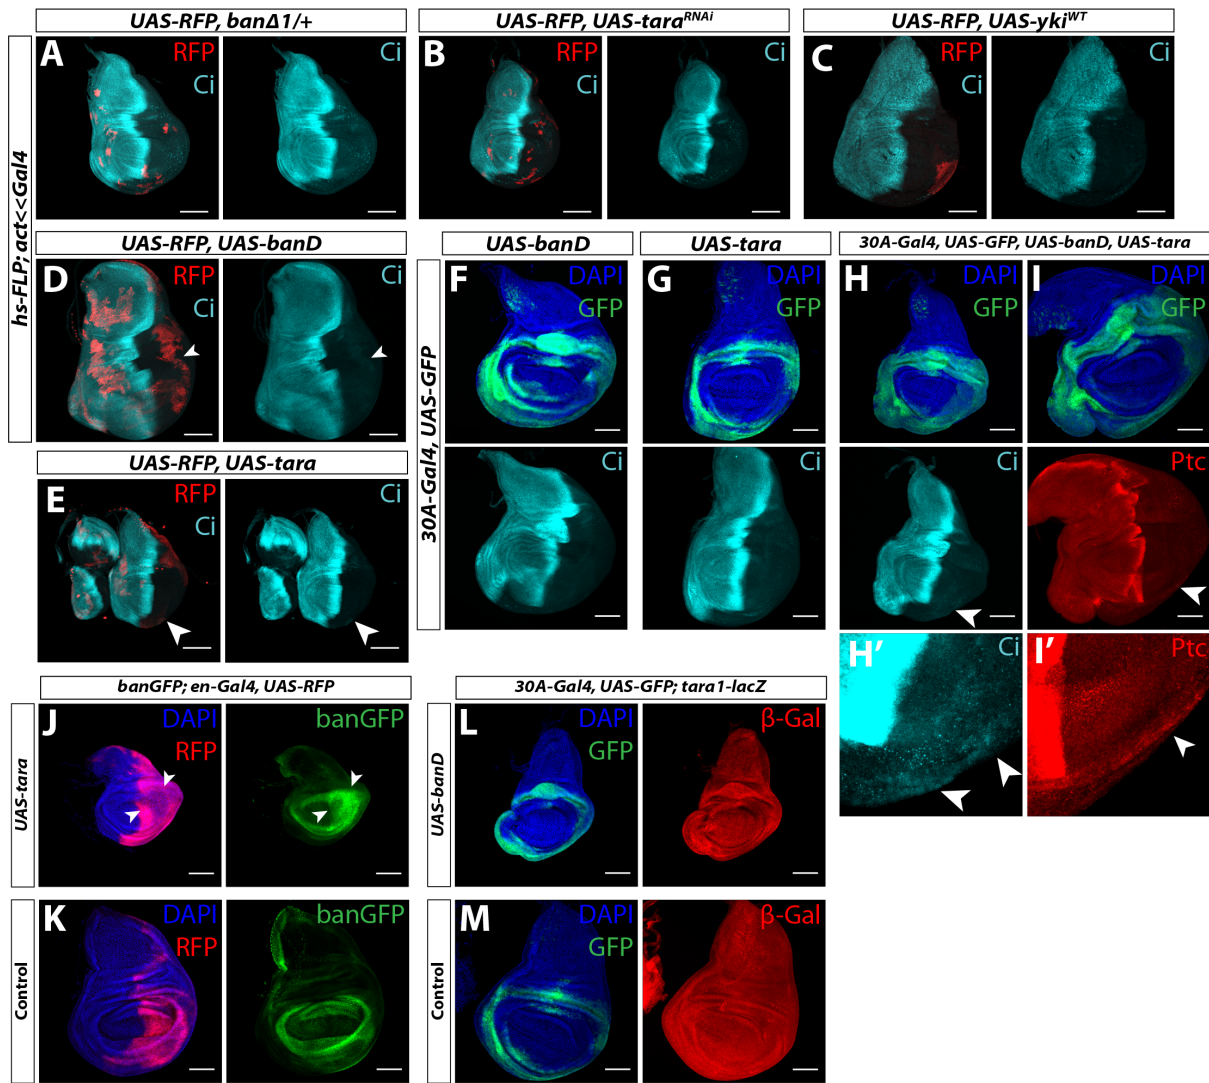 UAS-RFP, banΔ1/+
UAS-RFP, UAS-tara^RNAi
UAS-RFP, UAS-yki^WT
hs-FLP; act<<Gal4
A
RFP
Ci
Ci
B
RFP
Ci
Ci
C
RFP
Ci
Ci
UAS-RFP, UAS-banD
D
RFP
Ci
Ci
UAS-RFP, UAS-tara
E
RFP
Ci
Ci
30A-Gal4, UAS-GFP
UAS-banD
UAS-tara
30A-Gal4, UAS-GFP, UAS-banD, UAS-tara
F
DAPI
GFP
G
DAPI
GFP
H
DAPI
GFP
I
DAPI
GFP
Ci
Ci
Ci
Ptc
H′
Ci
I′
Ptc
banGFP; en-Gal4, UAS-RFP
UAS-tara
J
DAPI
RFP
banGFP
Control
K
DAPI
RFP
banGFP
30A-Gal4, UAS-GFP; tara1-lacZ
UAS-banD
L
DAPI
GFP
β-Gal
Control
M
DAPI
GFP
β-Gal